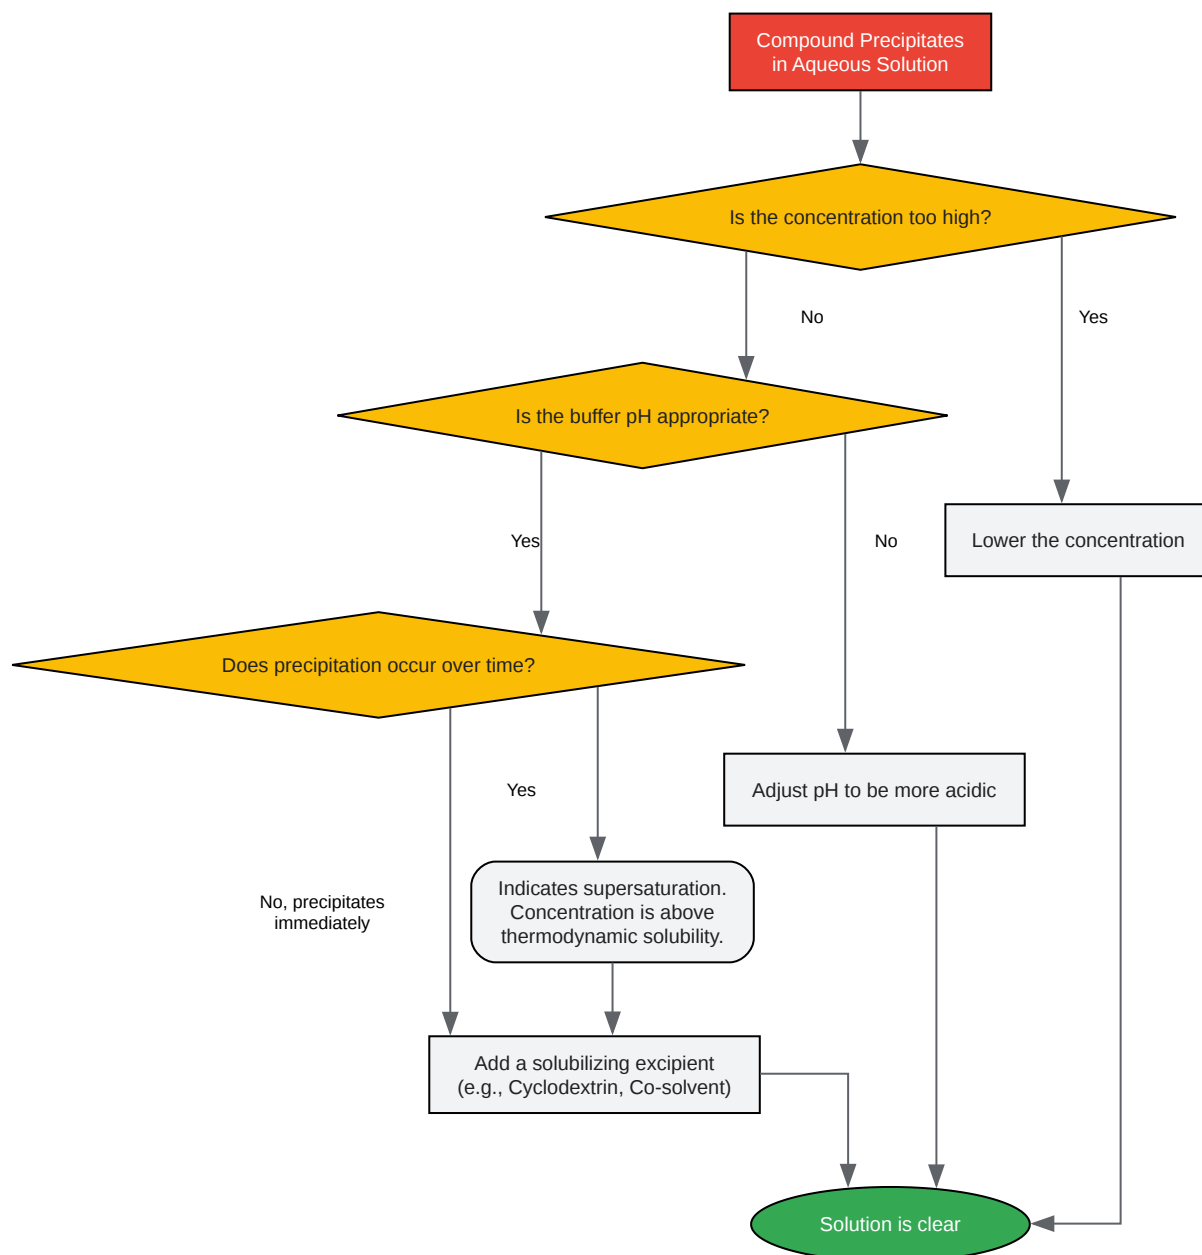 Compound Precipitates
in Aqueous Solution
Is the concentration too high?
No
Yes
Is the buffer pH appropriate?
Yes
No
Lower the concentration
Does precipitation occur over time?
Yes
Adjust pH to be more acidic
No, precipitates
immediately
Indicates supersaturation.
Concentration is above
thermodynamic solubility.
Add a solubilizing excipient
(e.g., Cyclodextrin, Co-solvent)
Solution is clear